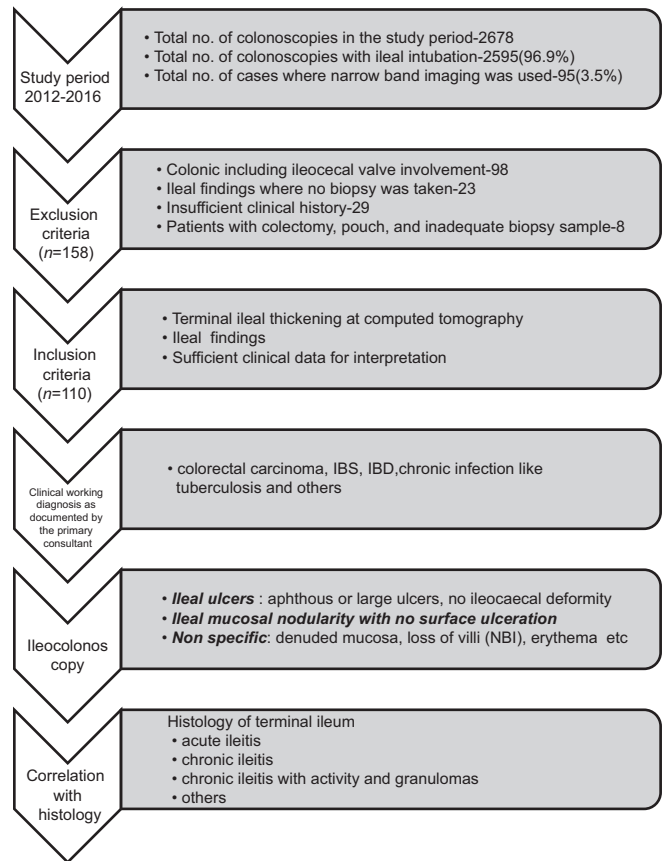 Study period
2012-2016
• Total no. of colonoscopies in the study period-2678
• Total no. of colonoscopies with ileal intubation-2595(96.9%)
• Total no. of cases where narrow band imaging was used-95(3.5%)
Exclusion
criteria
(n=158)
• Colonic including ileocecal valve involvement-98
• Ileal findings where no biopsy was taken-23
• Insufficient clinical history-29
• Patients with colectomy, pouch, and inadequate biopsy sample-8
Inclusion
criteria
(n=110)
• Terminal ileal thickening at computed tomography
• Ileal findings
• Sufficient clinical data for interpretation
Clinical working
diagnosis as
documented by
the primary
consultant
• colorectal carcinoma, IBS, IBD,chronic infection like
tuberculosis and others
Ileocolonos
copy
• Ileal ulcers : aphthous or large ulcers, no ileocaecal deformity
• Ileal mucosal nodularity with no surface ulceration
• Non specific: denuded mucosa, loss of villi (NBI), erythema etc
Correlation
with
histology
Histology of terminal ileum
• acute ileitis
• chronic ileitis
• chronic ileitis with activity and granulomas
• others